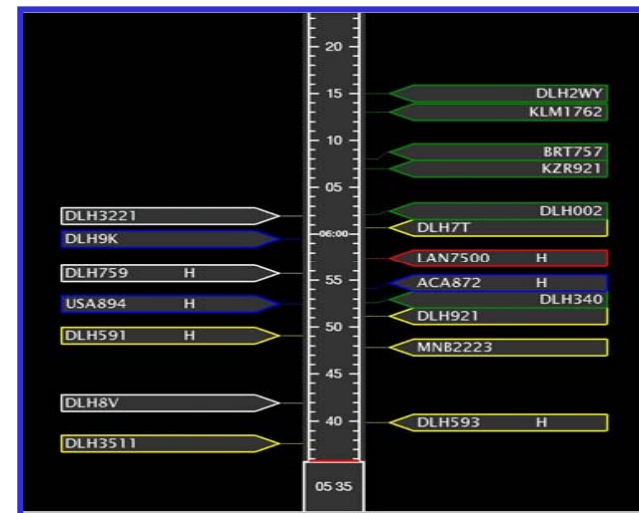 20
15
DLH2WY
KLM1762
10
BRT757
KZR921
05
DLH002
DLH3221
DLH7T
06:00
DLH9K
LAN7500 H
DLH759 H
55
ACA872 H
DLH340
USA894 H
DLH921
50
DLH591 H
MNB2223
45
DLH8V
40
DLH593 H
DLH3511
05 35